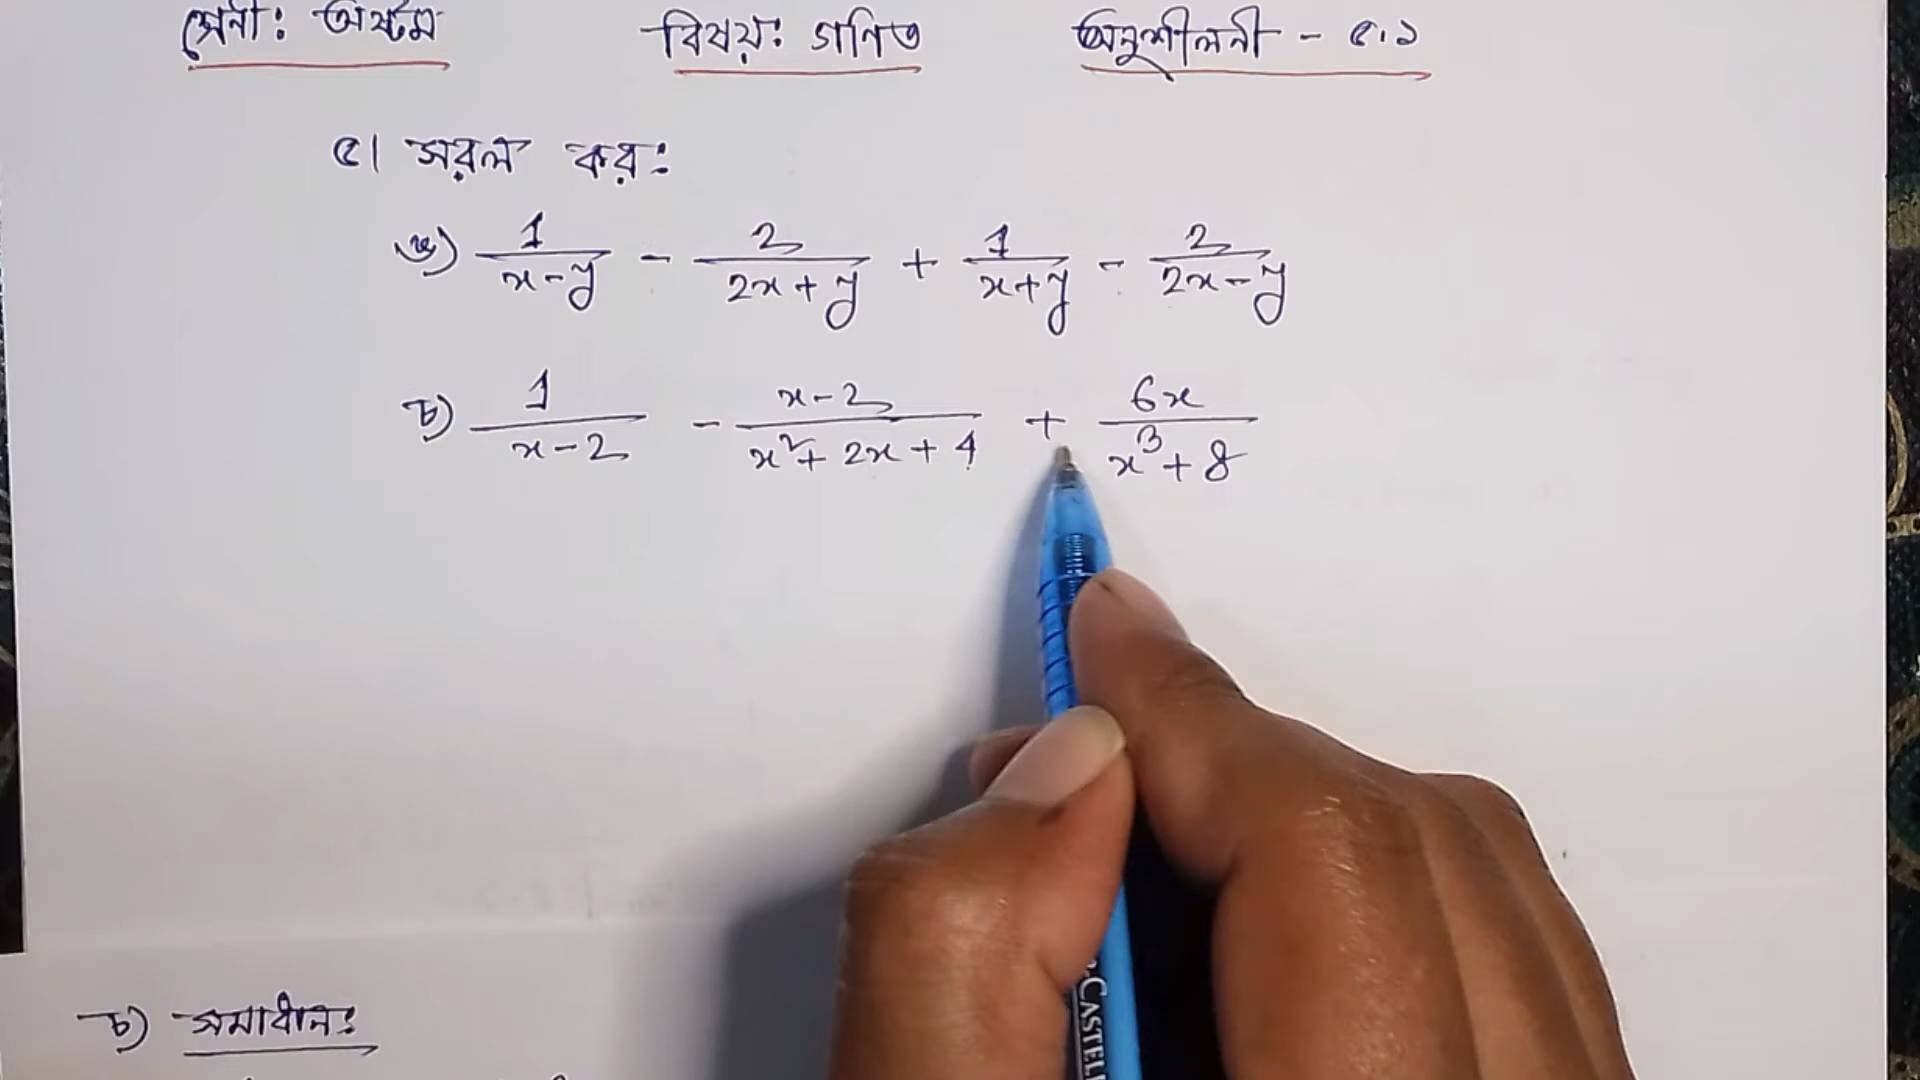 শ্রেনী: অষ্টম বিষয়: গনিত অনুশীলনী - ৫.১
৫। সরল কর:
ঙ) 1/(x-y) - 2/(2x+y) + 1/(x+y) - 2/(2x-y)
চ) 1/(x-2) - (x-2)/(x²+2x+4) + 6x/(x³+8)
চ) সমাধান:
CASTELL